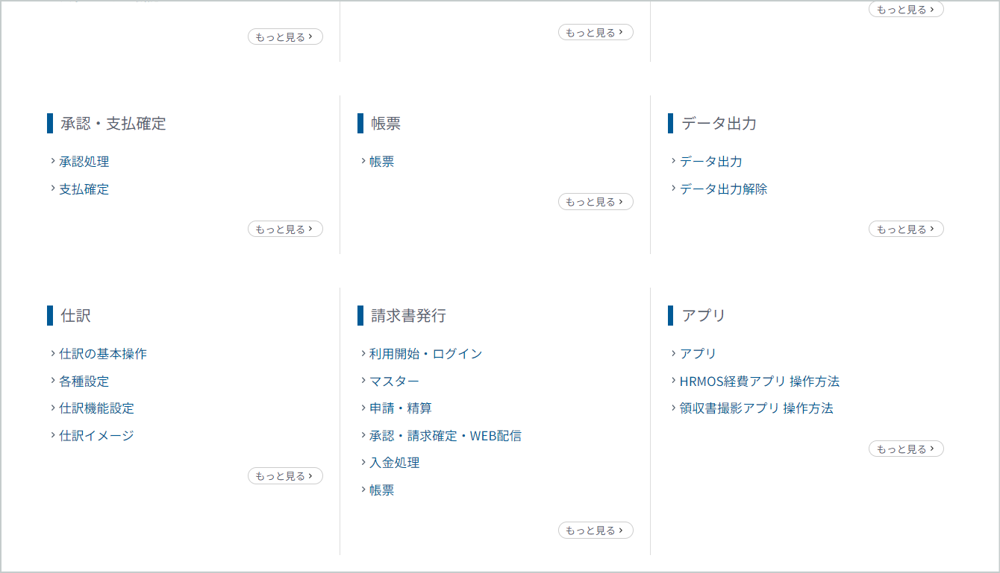 もっと見る
もっと見る
もっと見る
承認・支払確定
承認処理
支払確定
もっと見る
帳票
帳票
もっと見る
データ出力
データ出力
データ出力解除
もっと見る
仕訳
仕訳の基本操作
各種設定
仕訳機能設定
仕訳イメージ
もっと見る
請求書発行
利用開始・ログイン
マスター
申請・精算
承認・請求確定・WEB配信
入金処理
帳票
もっと見る
アプリ
アプリ
HRMOS経費アプリ 操作方法
領収書撮影アプリ 操作方法
もっと見る